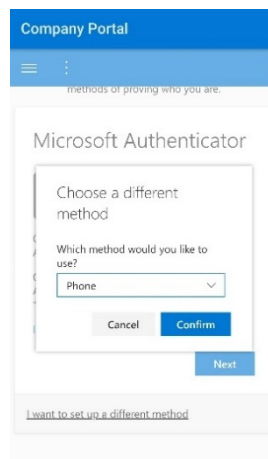 Company Portal
methods of proving who you are.
Microsoft Authenticator
Choose a different
method
Which method would you like to
use?
Phone
Cancel
Confirm
Next
I want to set up a different method